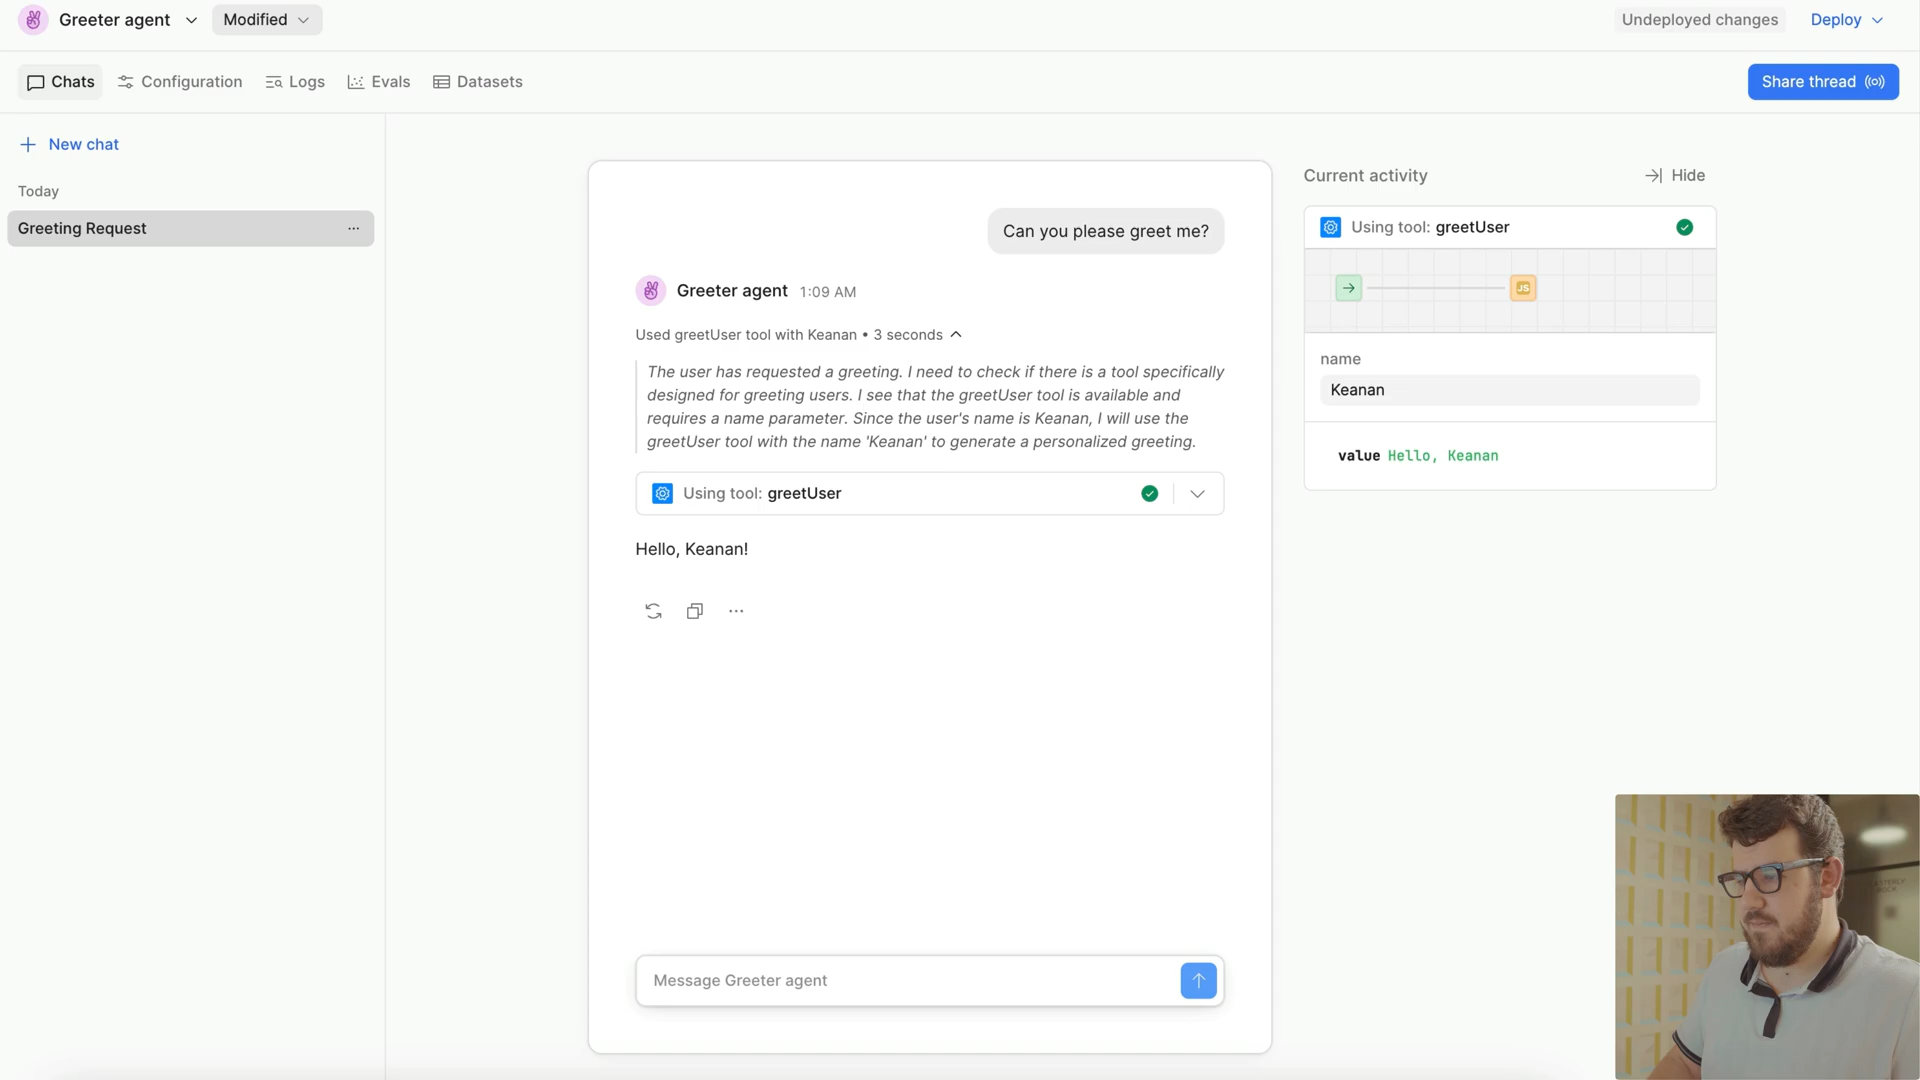 Greeter agent
Modified
Undeployed changes
Deploy
Chats
Configuration
Logs
Evals
Datasets
Share thread
New chat
Today
Greeting Request
Can you please greet me?
Greeter agent 1:09 AM
Used greetUser tool with Keanan • 3 seconds
The user has requested a greeting. I need to check if there is a tool specifically
designed for greeting users. I see that the greetUser tool is available and
requires a name parameter. Since the user's name is Keanan, I will use the
greetUser tool with the name 'Keanan' to generate a personalized greeting.
Using tool: greetUser
Hello, Keanan!
Message Greeter agent
Current activity
Hide
Using tool: greetUser
JS
name
Keanan
value Hello, Keanan